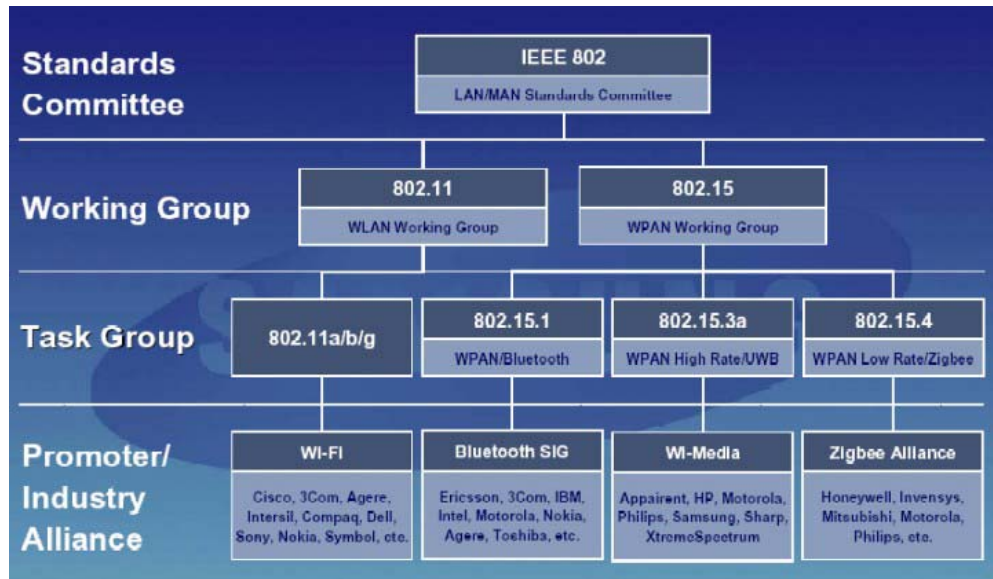 Standards
Committee
IEEE 802
LAN/MAN Standards Committee
Working Group
802.11
WLAN Working Group
802.15
WPAN Working Group
Task Group
802.11a/b/g
802.15.1
WPAN/Bluetooth
802.15.3a
WPAN High Rate/UWB
802.15.4
WPAN Low Rate/Zigbee
Promoter/
Industry
Alliance
WI-FI
Cisco, 3Com, Agere,
Intersil, Compaq, Dell,
Sony, Nokia, Symbol, etc.
Bluetooth SIG
Ericsson, 3Com, IBM,
Intel, Motorola, Nokia,
Agere, Toshiba, etc.
WI-Media
Appairent, HP, Motorola,
Philips, Samsung, Sharp,
XtremeSpectrum
Zigbee Alliance
Honeywell, Invensys,
Mitsubishi, Motorola,
Philips, etc.